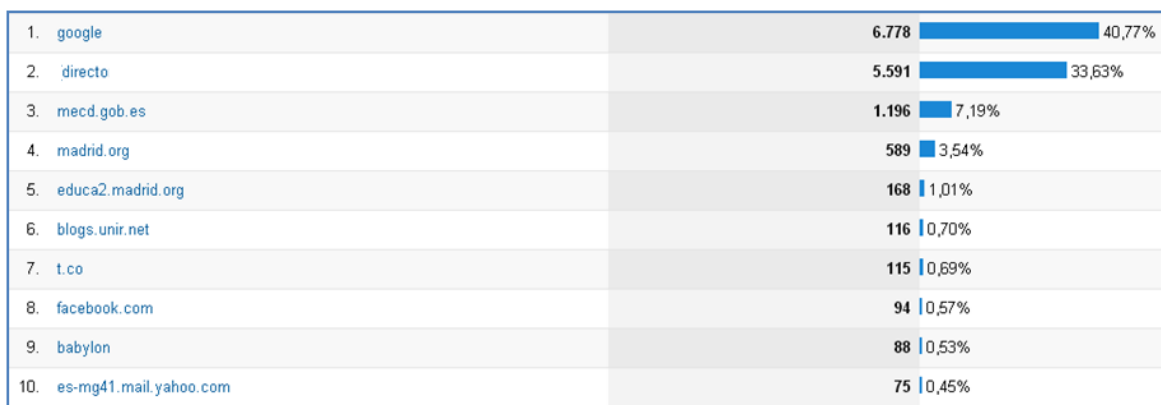 1. google 6.778 40,77%
2. directo 5.591 33,63%
3. mecd.gob.es 1.196 7,19%
4. madrid.org 589 3,54%
5. educa2.madrid.org 168 1,01%
6. blogs.unir.net 116 0,70%
7. t.co 115 0,69%
8. facebook.com 94 0,57%
9. babylon 88 0,53%
10. es-mg41.mail.yahoo.com 75 0,45%